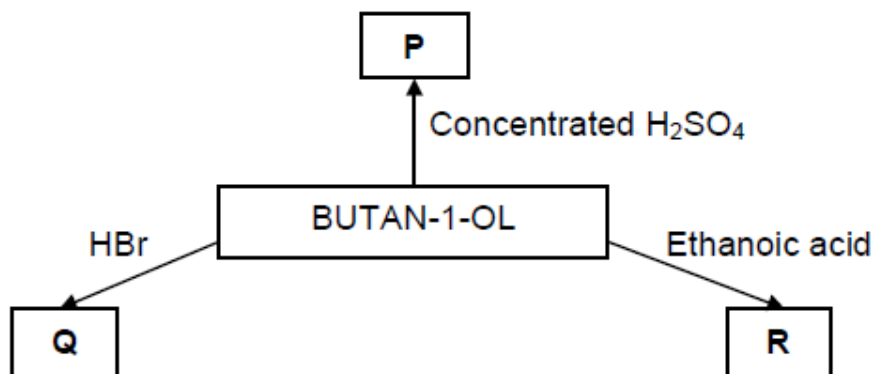 P
Concentrated H₂SO₄
BUTAN-1-OL
HBr
Ethanoic acid
Q
R